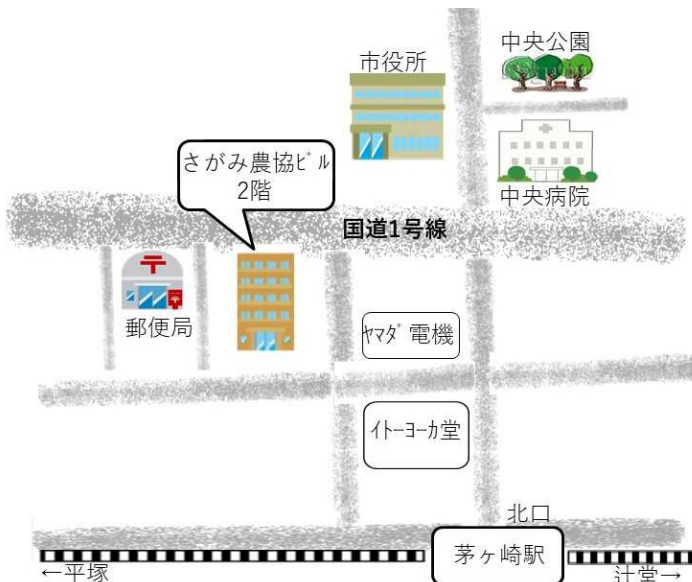 中央公園
市役所
さがみ農協ﾋﾞﾙ
2階
中央病院
国道1号線
〒
郵便局
ﾔﾏﾀﾞ電機
ｲﾄｰﾖｰｶ堂
北口
茅ヶ崎駅
←平塚
辻堂→